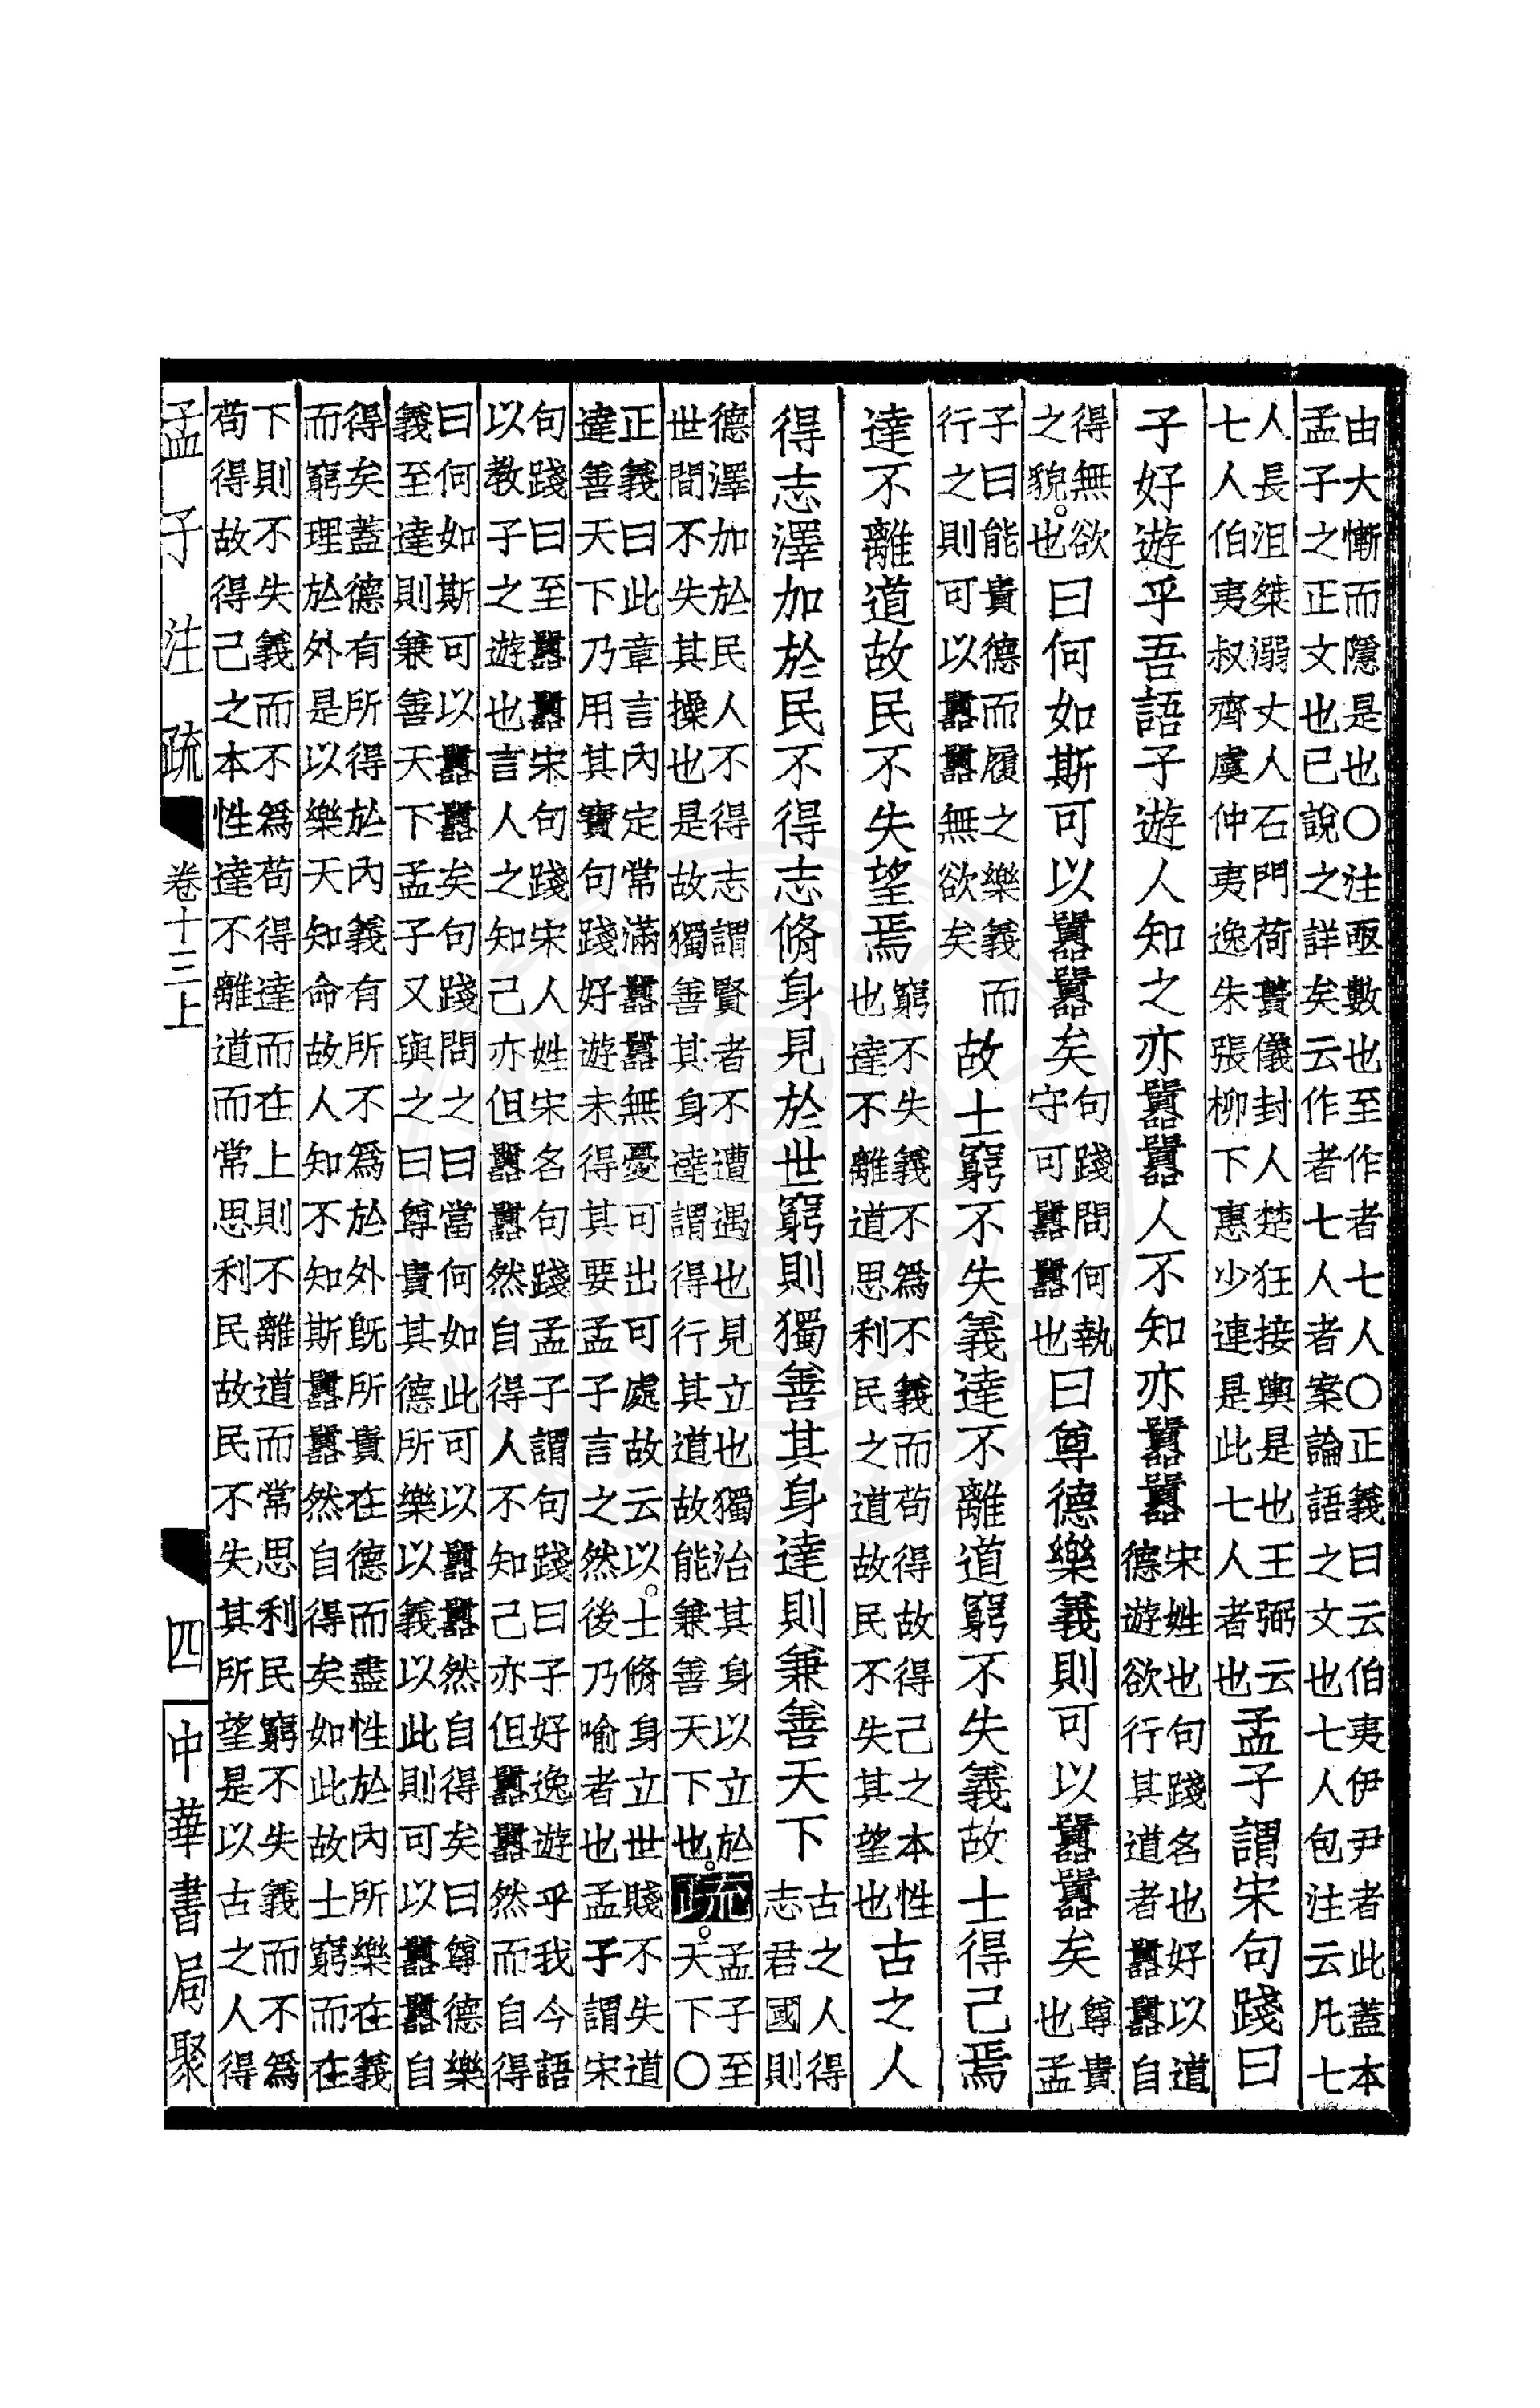 由大慚而隱是也〇注亟數也至作者七人〇正義曰云伯夷伊尹者此蓋本
孟子之正文也已說之詳矣云作者七人者案論語之文也七人包注云凡七
人長沮桀溺丈人石門荷蕢儀封人楚狂接輿是也王弼云
七人伯夷叔齊虞仲夷逸朱張柳下惠少連是此七人者也
孟子謂宋句踐曰
子好遊乎吾語子遊人知之亦囂囂人不知亦囂囂
宋姓也句踐名也好以道
德遊欲行其道者囂囂自
得無欲
之貌。也
曰何如斯可以囂囂矣
句踐問何執
守可囂囂也
曰尊德樂義則可以囂囂矣
尊貴
也孟
子曰能貴德而履之樂義而
行之則可以囂囂無欲矣
故士窮不失義達不離道窮不失義故士得己焉
達不離道故民不失望焉
窮不失義不爲不義而苟得故得己之本性
也達不離道思利民之道故民不失其望也
古之人
得志澤加於民不得志脩身見於世窮則獨善其身達則兼善天下
古之人得
志君國則
德澤加於民人不得志謂賢者不遭遇也見立也獨治其身以立於
世間不失其操也是故獨善其身達謂得行其道故能兼善天下也。
疏
孟子至
。天下〇
正義曰此章言內定常滿囂囂無憂可出可處故云以。士脩身立世賤不失道
達善天下乃用其寶句踐好遊未得其要孟子言之然後乃喻者也孟子謂宋
句踐曰至囂囂宋句踐宋人姓宋名句踐孟子謂句踐曰子好逸遊乎我今語
以教子之遊也言人之知己亦但囂囂然自得人不知己亦但囂囂然而自得
曰何如斯可以囂囂矣句踐問之曰當何如此可以囂囂然自得矣曰尊德樂
義至達則兼善天下孟子又與之曰尊貴其德所樂以義以此則可以囂囂自
得矣蓋德有所得於內義有所不爲於外旣所貴在德而盡性於內所樂在義
而窮理於外是以樂天知命故人知不知斯囂囂然自得矣如此故士窮而在
下則不失義而不爲苟得達而在上則不離道而常思利民窮不失義而不爲
苟得故得己之本性達不離道而常思利民故民不失其所望是以古之人得
孟子注疏 卷十三上 四 中華書局聚